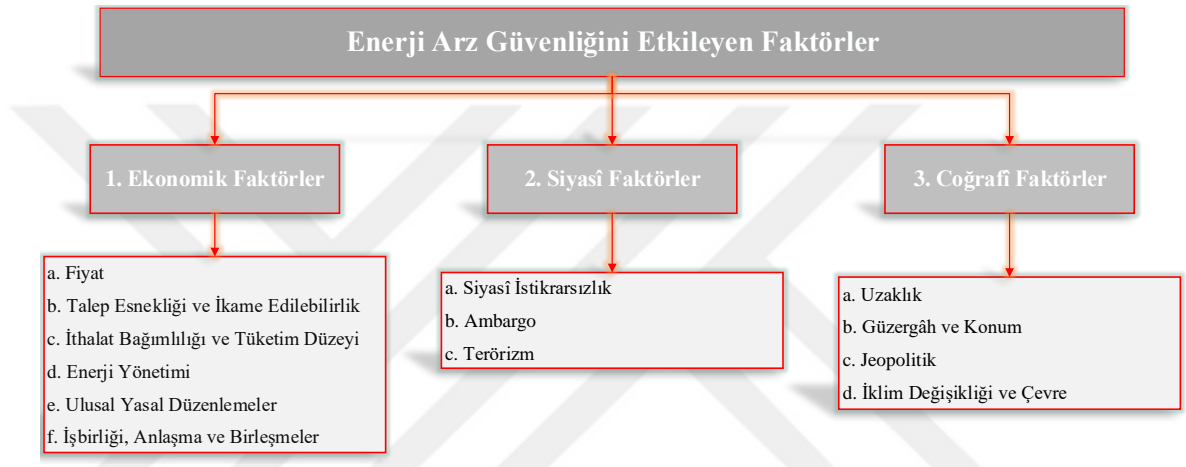 Enerji Arz Güvenliğini Etkileyen Faktörler
1. Ekonomik Faktörler
a. Fiyat
b. Talep Esnekliği ve İkame Edilebilirlik
c. İthalat Bağımlılığı ve Tüketim Düzeyi
d. Enerji Yönetimi
e. Ulusal Yasal Düzenlemeler
f. İşbirliği, Anlaşma ve Birleşmeler
2. Siyasî Faktörler
a. Siyasî İstikrarsızlık
b. Ambargo
c. Terörizm
3. Coğrafî Faktörler
a. Uzaklık
b. Güzergâh ve Konum
c. Jeopolitik
d. İklim Değişikliği ve Çevre